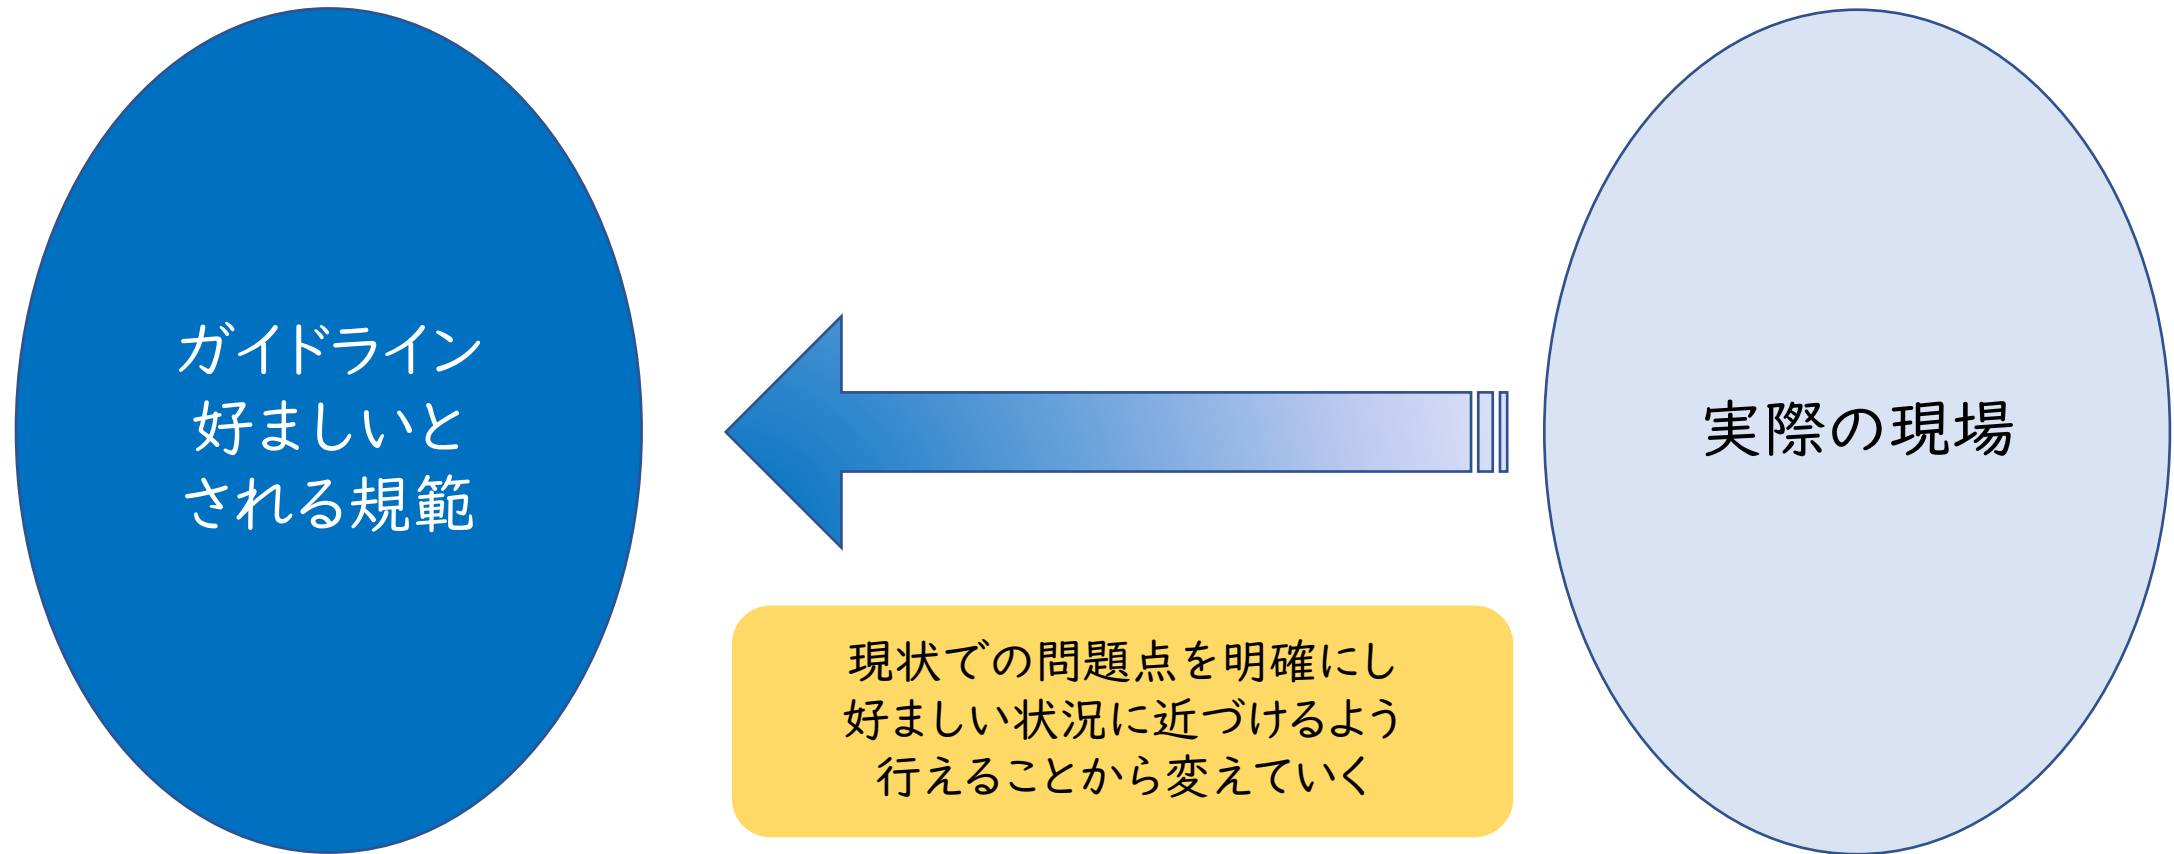 ガイドライン
好ましいと
される規範
実際の現場
現状での問題点を明確にし
好ましい状況に近づけるよう
行えることから変えていく